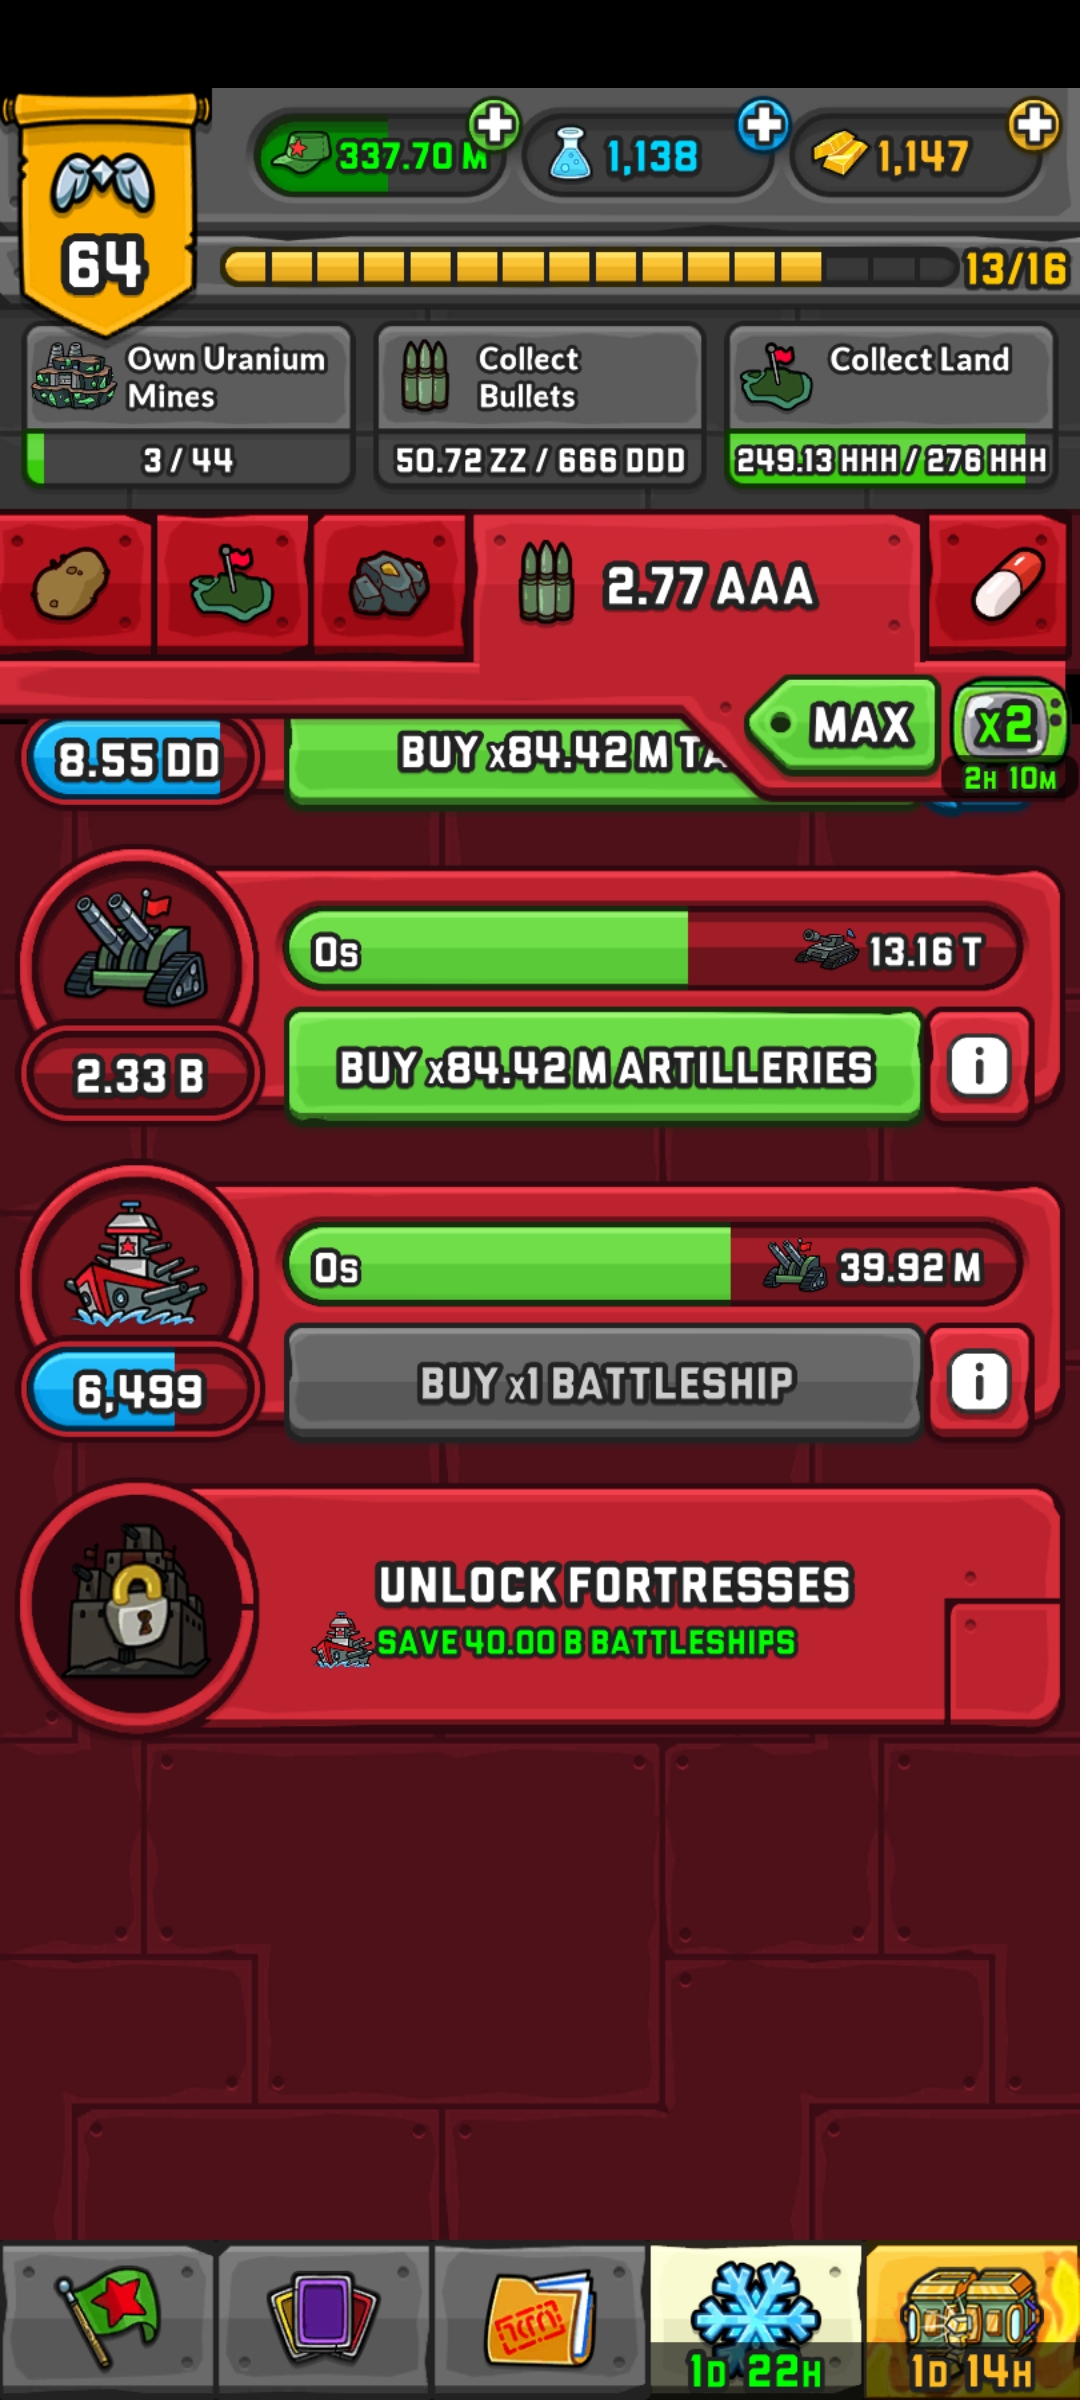 337.70 M
1,138
1,147
64
13/16
Own Uranium
Mines
3 / 44
Collect
Bullets
50.72 ZZ / 666 DDD
Collect Land
249.13 HHH / 276 HHH
2.77 AAA
MAX
x2
2H 10M
8.55 DD
BUY x84.42 M TA
0s
13.16 T
2.33 B
BUY x84.42 M ARTILLERIES
i
0s
39.92 M
6,499
BUY x1 BATTLESHIP
i
UNLOCK FORTRESSES
SAVE 40.00 B BATTLESHIPS
1D 22H
1D 14H